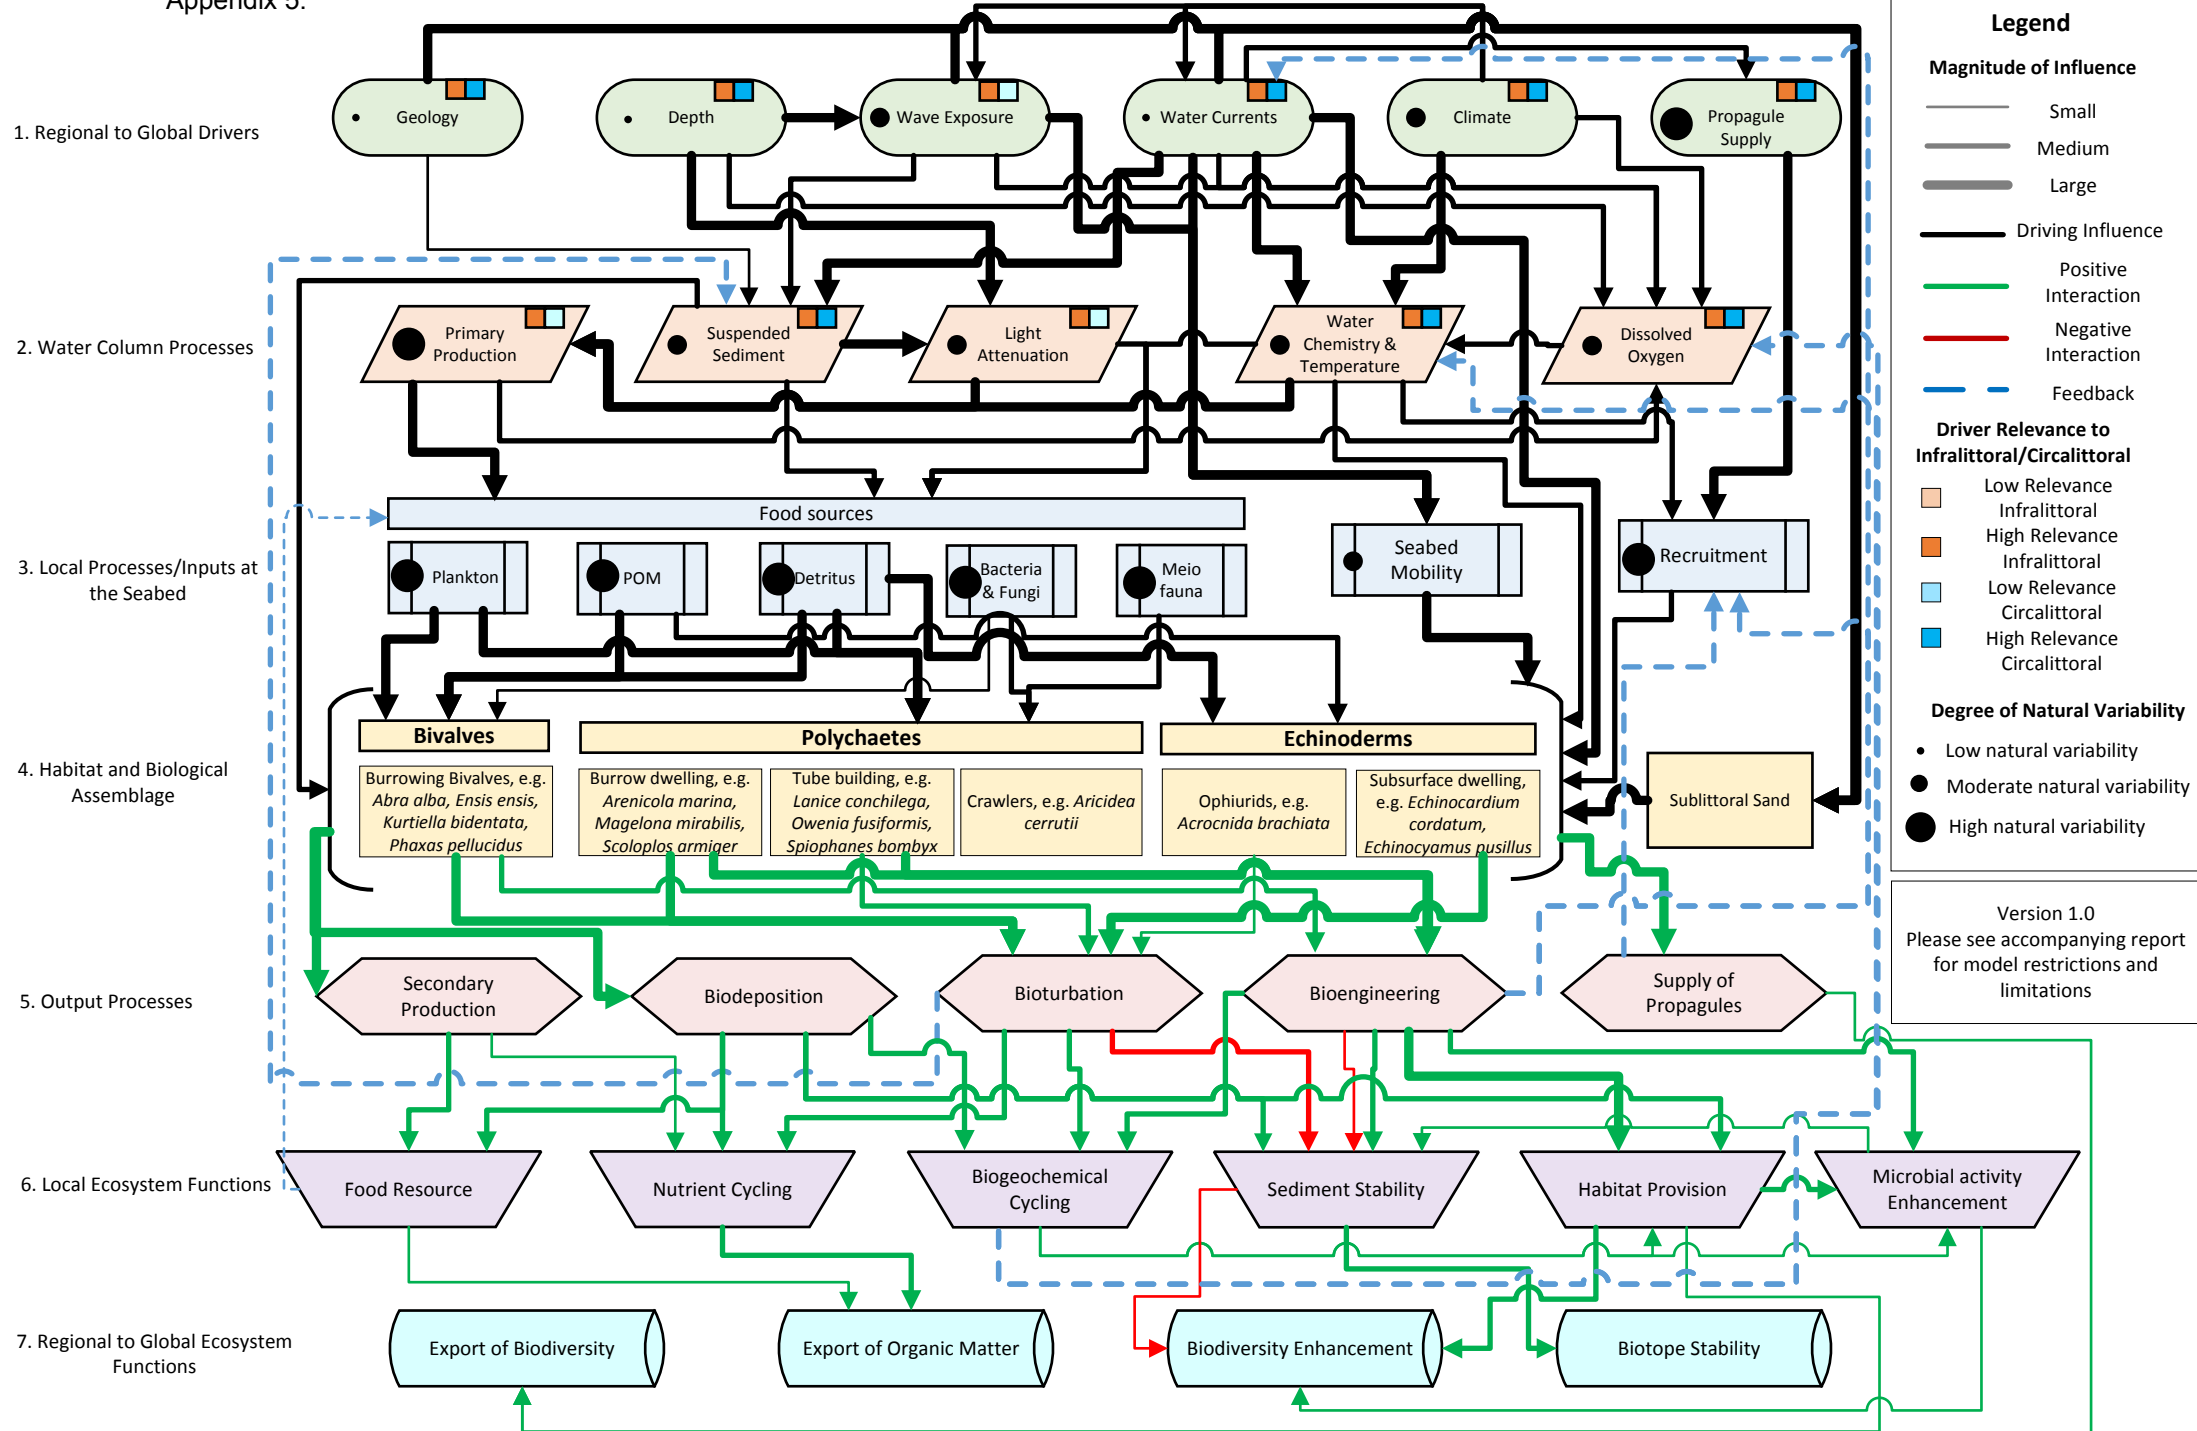 Appendix 5.
1. Regional to Global Drivers
Geology
Depth
Wave Exposure
Water Currents
Climate
Propagule
Supply
2. Water Column Processes
Primary
Production
Suspended
Sediment
Light
Attenuation
Water
Chemistry &
Temperature
Dissolved
Oxygen
Food sources
3. Local Processes/Inputs at
the Seabed
Plankton
POM
Detritus
Bacteria
& Fungi
Meio
fauna
Seabed
Mobility
Recruitment
4. Habitat and Biological
Assemblage
Bivalves
Polychaetes
Echinoderms
Burrowing Bivalves, e.g.
Abra alba, Ensis ensis,
Kurtiella bidentata,
Phaxas pellucidus
Burrow dwelling, e.g.
Arenicola marina,
Magelona mirabilis,
Scoloplos armiger
Tube building, e.g.
Lanice conchilega,
Owenia fusiformis,
Spiophanes bombyx
Crawlers, e.g. Aricidea
cerrutii
Ophiurids, e.g.
Acrocnida brachiata
Subsurface dwelling,
e.g. Echinocardium
cordatum,
Echinocyamus pusillus
Sublittoral Sand
5. Output Processes
Secondary
Production
Biodeposition
Bioturbation
Bioengineering
Supply of
Propagules
6. Local Ecosystem Functions
Food Resource
Nutrient Cycling
Biogeochemical
Cycling
Sediment Stability
Habitat Provision
Microbial activity
Enhancement
7. Regional to Global Ecosystem
Functions
Export of Biodiversity
Export of Organic Matter
Biodiversity Enhancement
Biotope Stability
Legend
Magnitude of Influence
Small
Medium
Large
Driving Influence
Positive
Interaction
Negative
Interaction
Feedback
Driver Relevance to
Infralittoral/Circalittoral
Low Relevance
Infralittoral
High Relevance
Infralittoral
Low Relevance
Circalittoral
High Relevance
Circalittoral
Degree of Natural Variability
Low natural variability
Moderate natural variability
High natural variability
Version 1.0
Please see accompanying report
for model restrictions and
limitations